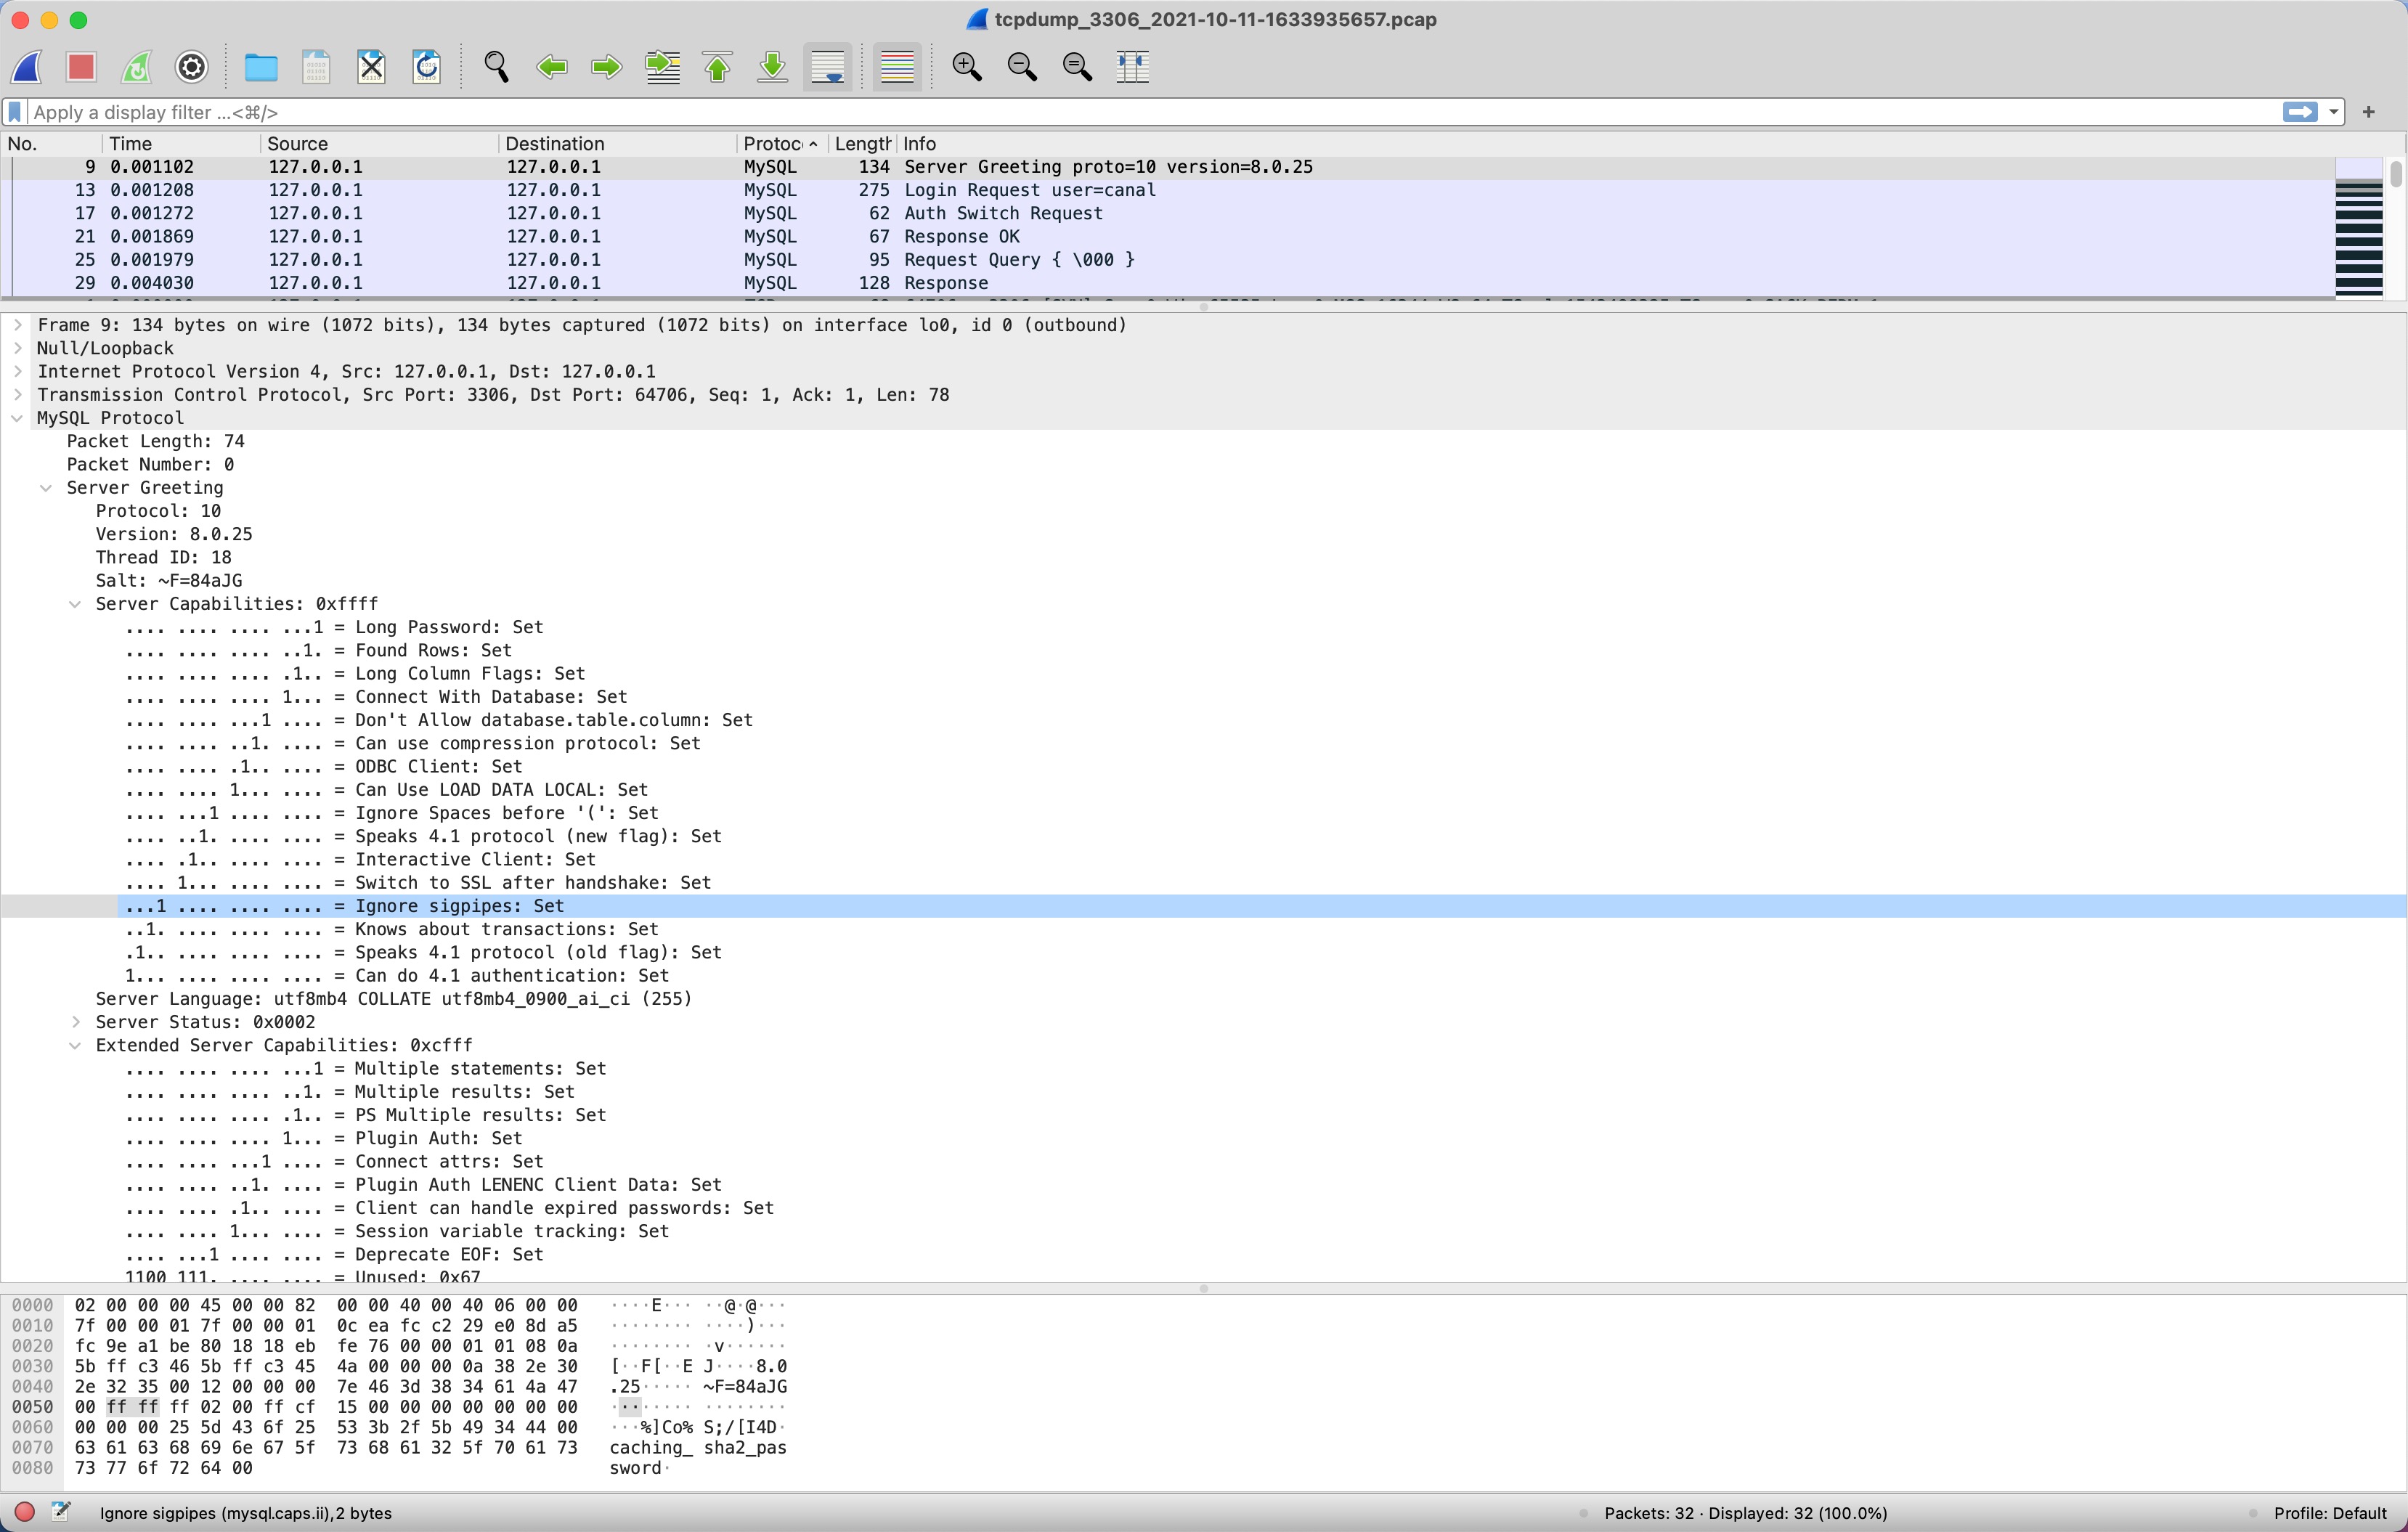 tcpdump_3306_2021-10-11-1633935657.pcap
Apply a display filter ...<⌘/>
No. Time Source Destination Protoc Length Info
9 0.001102 127.0.0.1 127.0.0.1 MySQL 134 Server Greeting proto=10 version=8.0.25
13 0.001208 127.0.0.1 127.0.0.1 MySQL 275 Login Request user=canal
17 0.001272 127.0.0.1 127.0.0.1 MySQL 62 Auth Switch Request
21 0.001869 127.0.0.1 127.0.0.1 MySQL 67 Response OK
25 0.001979 127.0.0.1 127.0.0.1 MySQL 95 Request Query { \000 }
29 0.004030 127.0.0.1 127.0.0.1 MySQL 128 Response
Frame 9: 134 bytes on wire (1072 bits), 134 bytes captured (1072 bits) on interface lo0, id 0 (outbound)
Null/Loopback
Internet Protocol Version 4, Src: 127.0.0.1, Dst: 127.0.0.1
Transmission Control Protocol, Src Port: 3306, Dst Port: 64706, Seq: 1, Ack: 1, Len: 78
MySQL Protocol
Packet Length: 74
Packet Number: 0
Server Greeting
Protocol: 10
Version: 8.0.25
Thread ID: 18
Salt: ~F=84aJG
Server Capabilities: 0xffff
.... .... .... ...1 = Long Password: Set
.... .... .... ..1. = Found Rows: Set
.... .... .... .1.. = Long Column Flags: Set
.... .... .... 1... = Connect With Database: Set
.... .... ...1 .... = Don't Allow database.table.column: Set
.... .... ..1. .... = Can use compression protocol: Set
.... .... .1.. .... = ODBC Client: Set
.... .... 1... .... = Can Use LOAD DATA LOCAL: Set
.... ...1 .... .... = Ignore Spaces before '(': Set
.... ..1. .... .... = Speaks 4.1 protocol (new flag): Set
.... .1.. .... .... = Interactive Client: Set
.... 1... .... .... = Switch to SSL after handshake: Set
...1 .... .... .... = Ignore sigpipes: Set
..1. .... .... .... = Knows about transactions: Set
.1.. .... .... .... = Speaks 4.1 protocol (old flag): Set
1... .... .... .... = Can do 4.1 authentication: Set
Server Language: utf8mb4 COLLATE utf8mb4_0900_ai_ci (255)
Server Status: 0x0002
Extended Server Capabilities: 0xcfff
.... .... .... ...1 = Multiple statements: Set
.... .... .... ..1. = Multiple results: Set
.... .... .... .1.. = PS Multiple results: Set
.... .... .... 1... = Plugin Auth: Set
.... .... ...1 .... = Connect attrs: Set
.... .... ..1. .... = Plugin Auth LENENC Client Data: Set
.... .... .1.. .... = Client can handle expired passwords: Set
.... .... 1... .... = Session variable tracking: Set
.... ...1 .... .... = Deprecate EOF: Set
1100 111. .... .... = Unused: 0x67
0000 02 00 00 00 45 00 00 82 00 00 40 00 40 06 00 00 ····E··· ··@·@···
0010 7f 00 00 01 7f 00 00 01 0c ea fc c2 29 e0 8d a5 ········ ····)···
0020 fc 9e a1 be 80 18 18 eb fe 76 00 00 01 01 08 0a ········ ·v······
0030 5b ff c3 46 5b ff c3 45 4a 00 00 00 0a 38 2e 30 [··F[··E J····8.0
0040 2e 32 35 00 12 00 00 00 7e 46 3d 38 34 61 4a 47 .25····· ~F=84aJG
0050 00 ff ff ff 02 00 ff cf 15 00 00 00 00 00 00 00 ········ ········
0060 00 00 00 25 5d 43 6f 25 53 3b 2f 5b 49 34 44 00 ···%]Co% S;/[I4D·
0070 63 61 63 68 69 6e 67 5f 73 68 61 32 5f 70 61 73 caching_ sha2_pas
0080 73 77 6f 72 64 00 sword·
Ignore sigpipes (mysql.caps.ii), 2 bytes
Packets: 32 · Displayed: 32 (100.0%)
Profile: Default